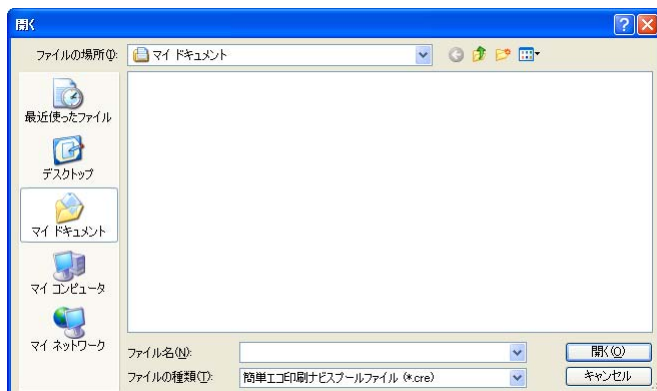 開く
ファイルの場所(I):
マイ ドキュメント
最近使ったファイル
デスクトップ
マイ ドキュメント
マイ コンピュータ
マイ ネットワーク
ファイル名(N):
開く(O)
ファイルの種類(T):
簡単エコ印刷ナビスプールファイル (*.cre)
キャンセル